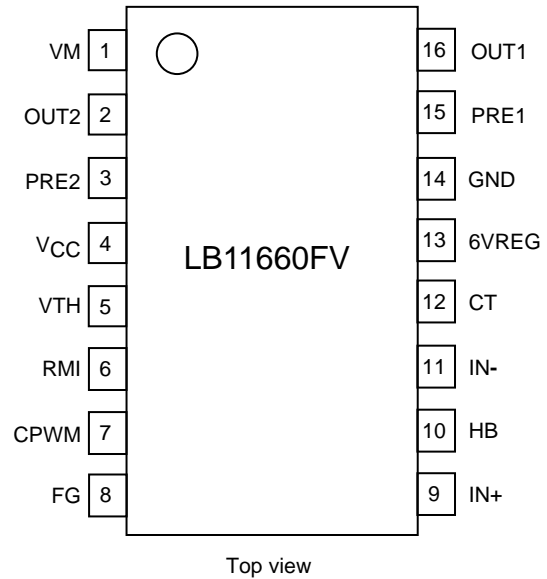 VM 1 16 OUT1
OUT2 2 15 PRE1
PRE2 3 14 GND
VCC 4 13 6VREG
LB11660FV
VTH 5 12 CT
RMI 6 11 IN-
CPWM 7 10 HB
FG 8 9 IN+
Top view